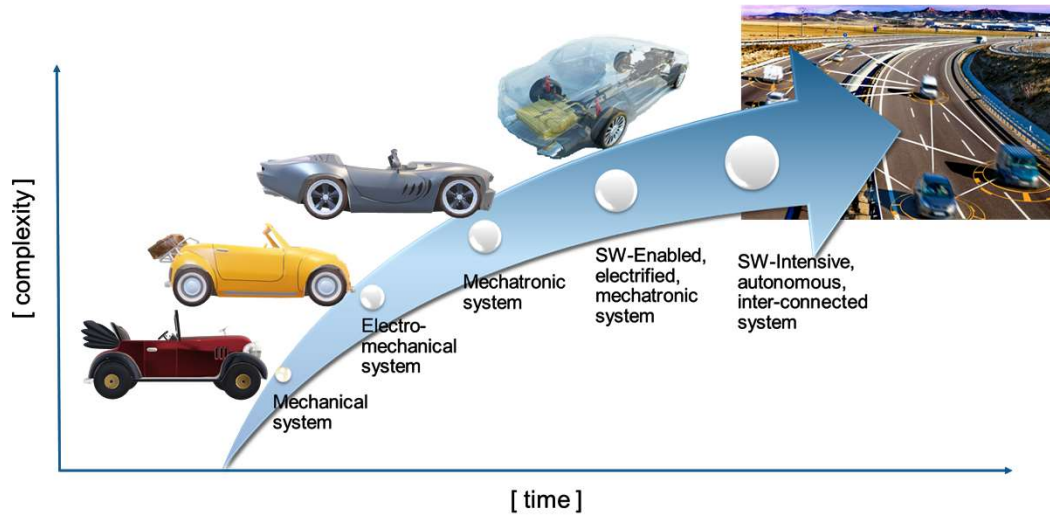 [ complexity ]
Mechanical
system
Electro-
mechanical
system
Mechatronic
system
SW-Enabled,
electrified,
mechatronic
system
SW-Intensive,
autonomous,
inter-connected
system
[ time ]